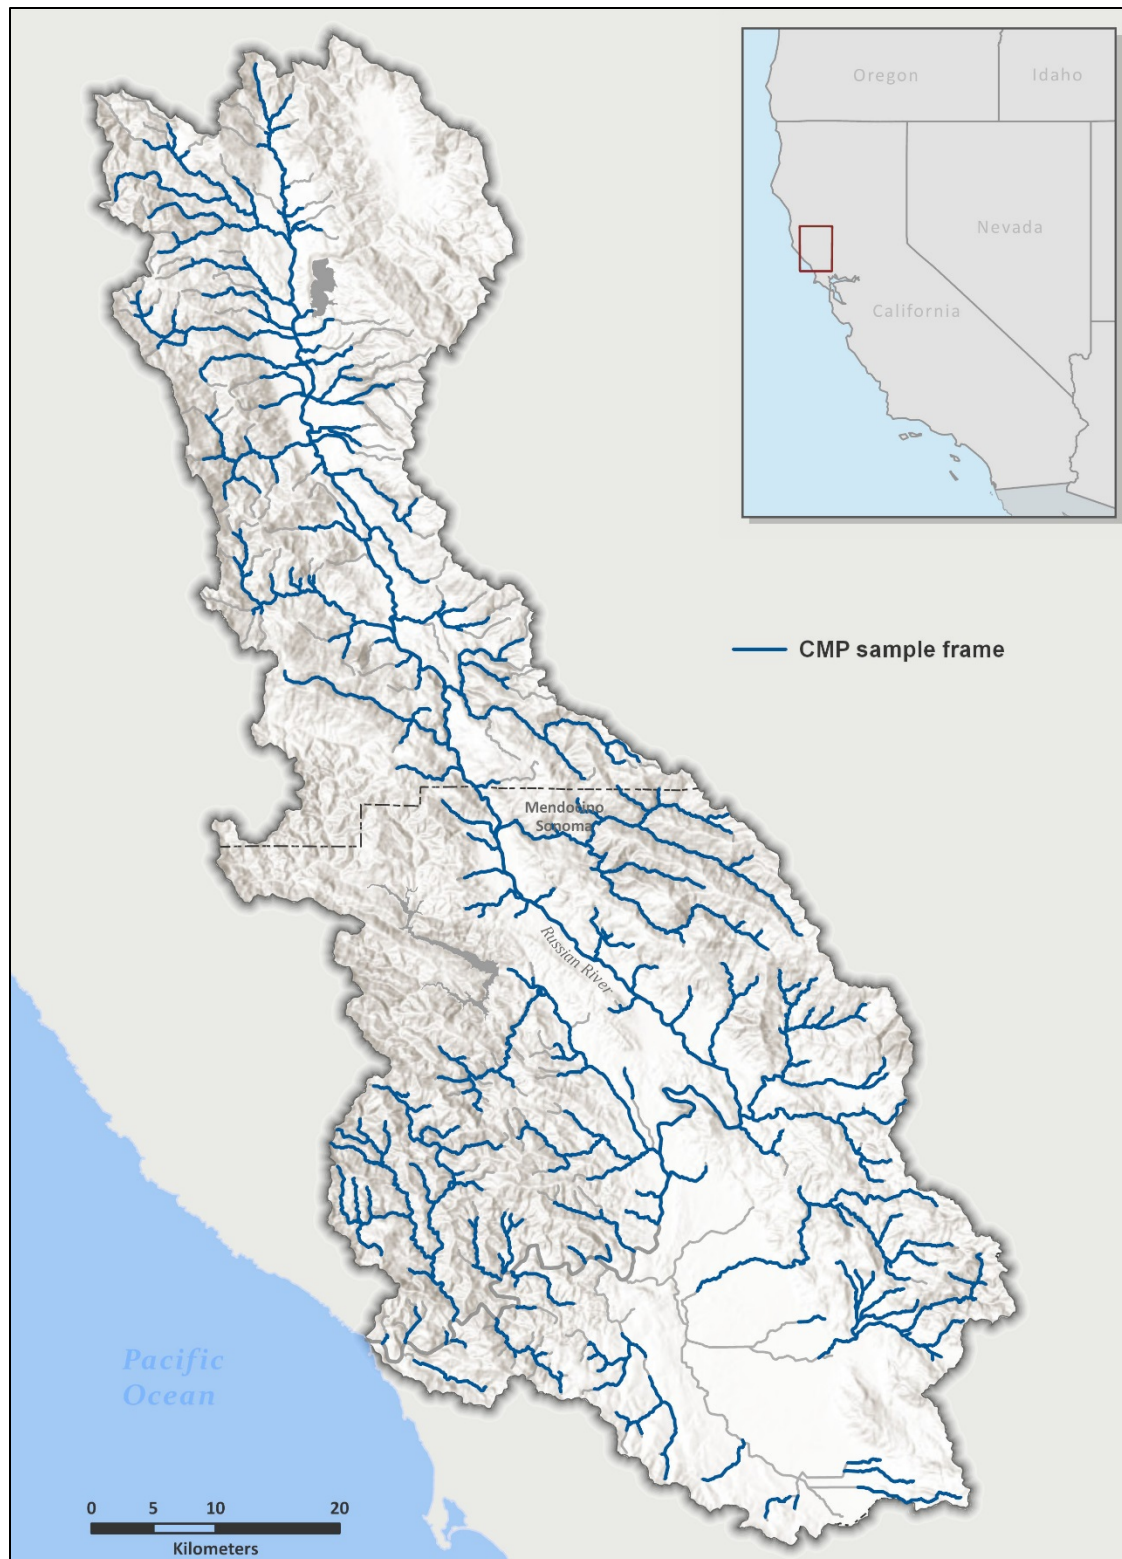 Oregon
Idaho
Nevada
California
CMP sample frame
Mendocino
Sonoma
Russian River
Pacific
Ocean
0 5 10 20
Kilometers